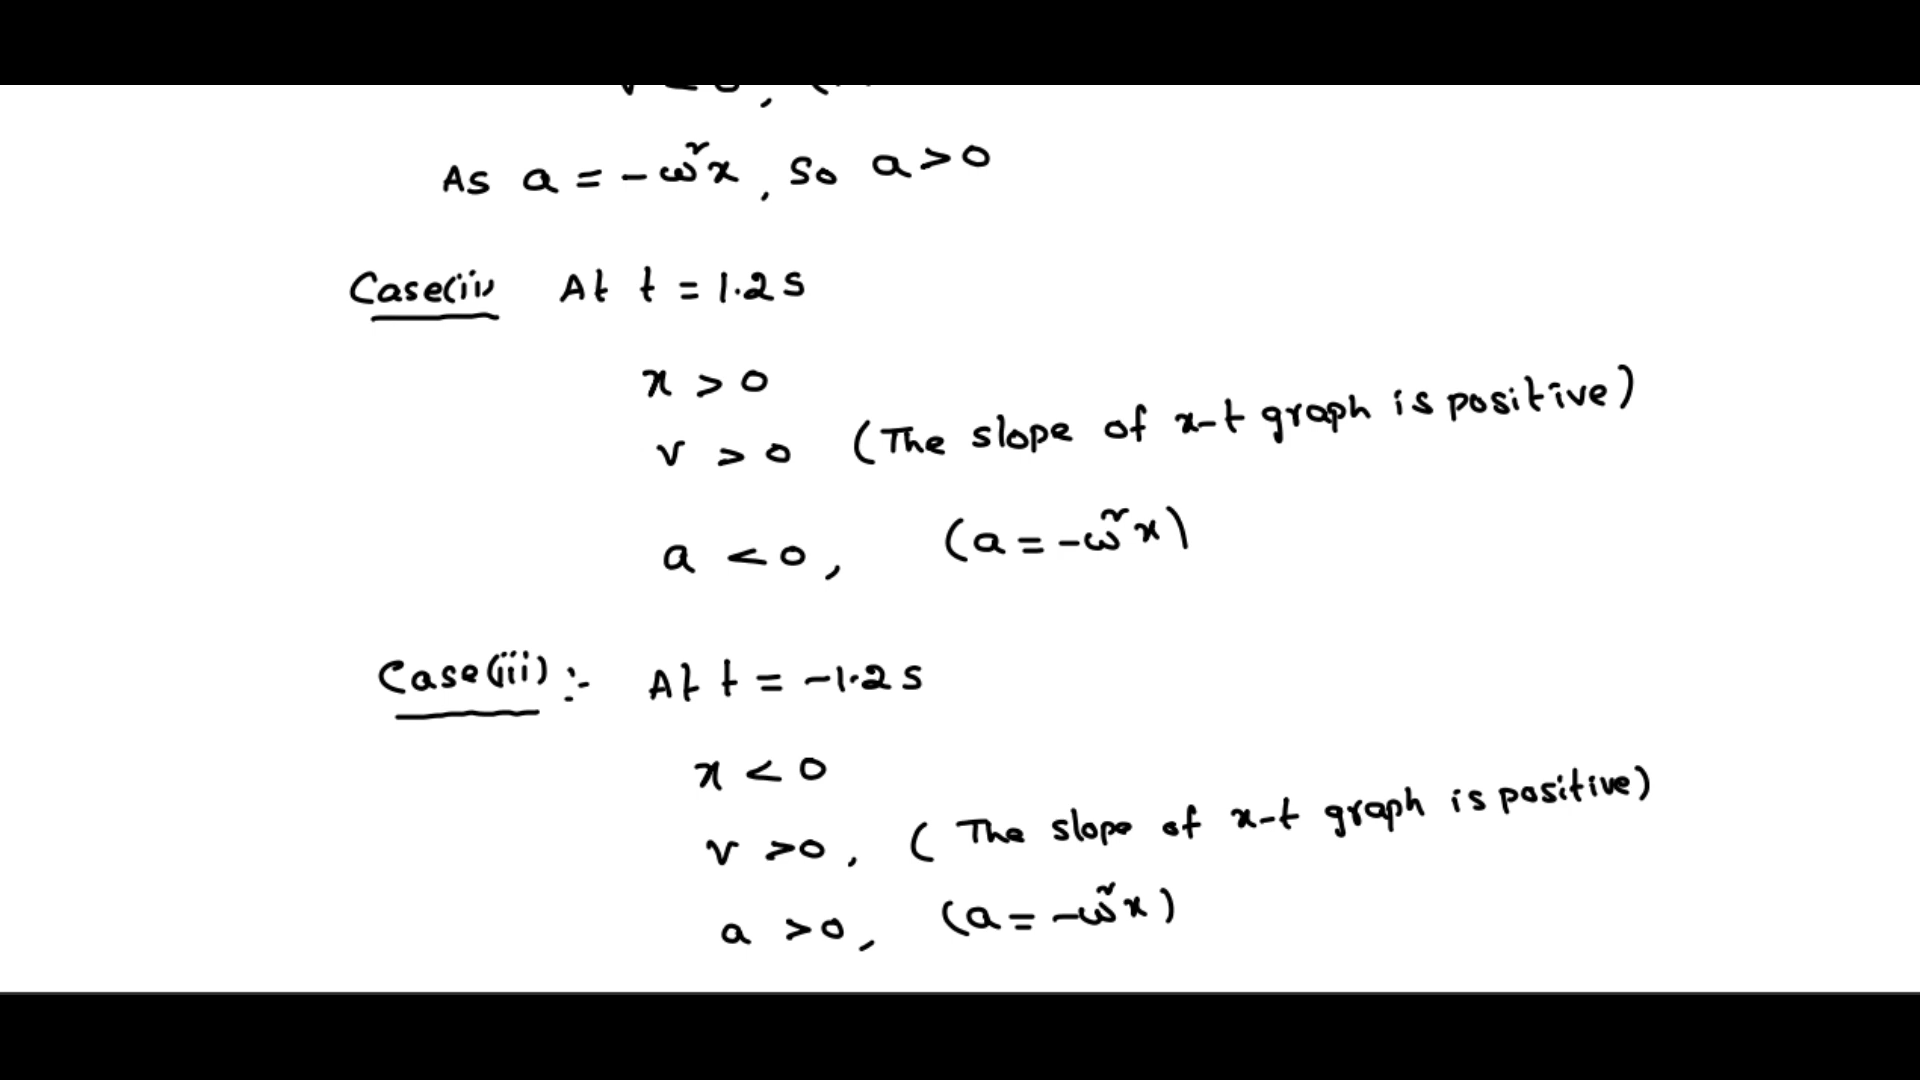 As a = -ω²x, So a > 0
Case(ii) At t = 1.2 s
x > 0
v > 0 (The slope of x-t graph is positive)
a < 0, (a = -ω²x)
Case(iii) :- At t = -1.2 s
x < 0
v > 0, (The slope of x-t graph is positive)
a > 0, (a = -ω²x)